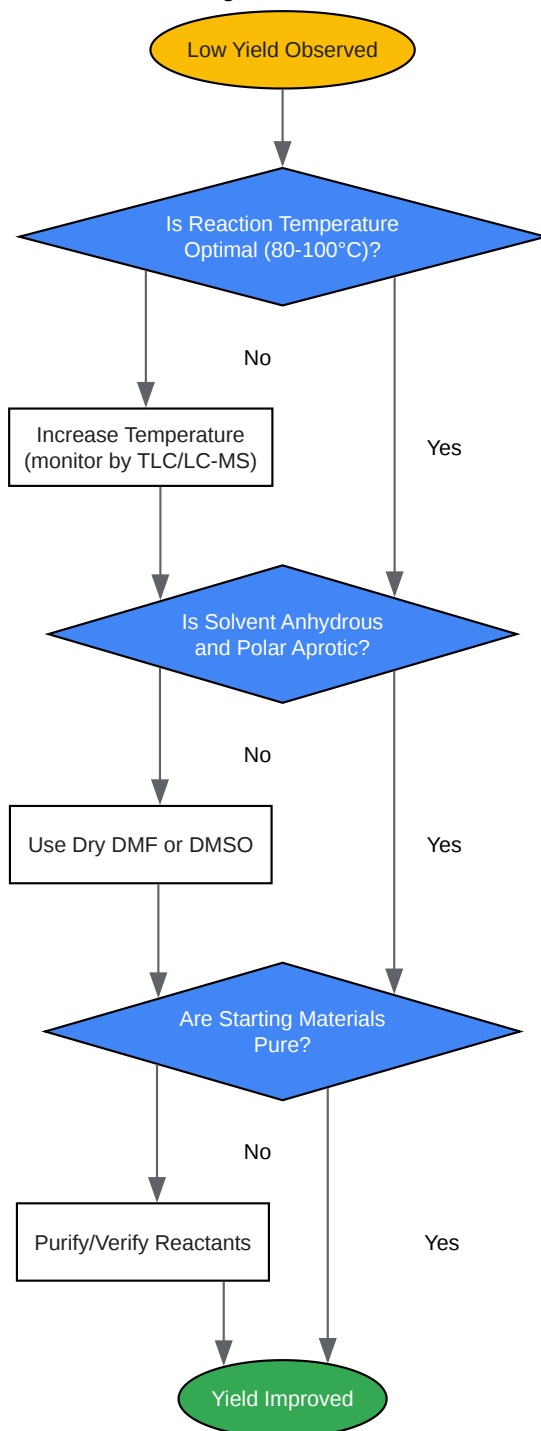 Low Yield Observed
Is Reaction Temperature
Optimal (80-100°C)?
No
Increase Temperature
(monitor by TLC/LC-MS)
Yes
Is Solvent Anhydrous
and Polar Aprotic?
No
Use Dry DMF or DMSO
Yes
Are Starting Materials
Pure?
No
Purify/Verify Reactants
Yes
Yield Improved